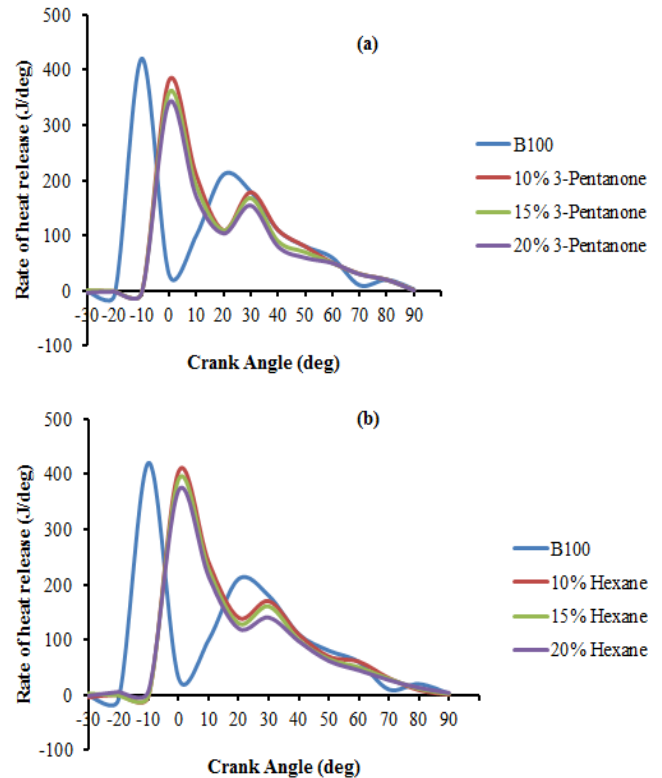 (a)
Rate of heat release (J/deg)
500
400
300
200
100
0
-100
-30 -20 -10 0 10 20 30 40 50 60 70 80 90
Crank Angle (deg)
B100
10% 3-Pentanone
15% 3-Pentanone
20% 3-Pentanone
(b)
Rate of heat release (J/deg)
500
400
300
200
100
0
-100
-30 -20 -10 0 10 20 30 40 50 60 70 80 90
Crank Angle (deg)
B100
10% Hexane
15% Hexane
20% Hexane